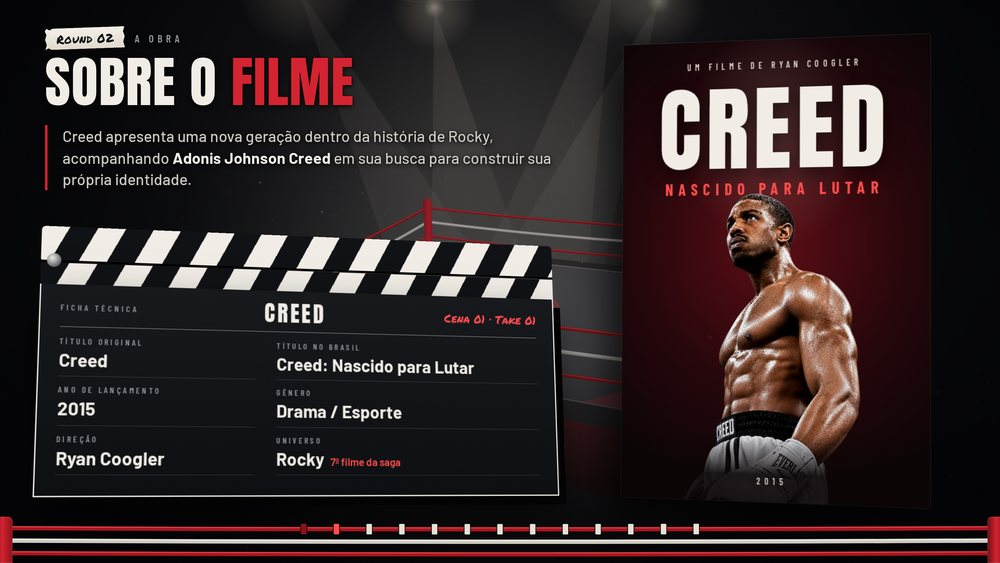 Round 02
A OBRA
SOBRE O FILME
Creed apresenta uma nova geração dentro da história de Rocky,
acompanhando Adonis Johnson Creed em sua busca para construir sua
própria identidade.
FICHA TÉCNICA
CREED
Cena 01 · Take 01
TÍTULO ORIGINAL
Creed
TÍTULO NO BRASIL
Creed: Nascido para Lutar
ANO DE LANÇAMENTO
2015
GÊNERO
Drama / Esporte
DIREÇÃO
Ryan Coogler
UNIVERSO
Rocky 7º filme da saga
UM FILME DE RYAN COOGLER
CREED
NASCIDO PARA LUTAR
CREED
EVERLAST
2015